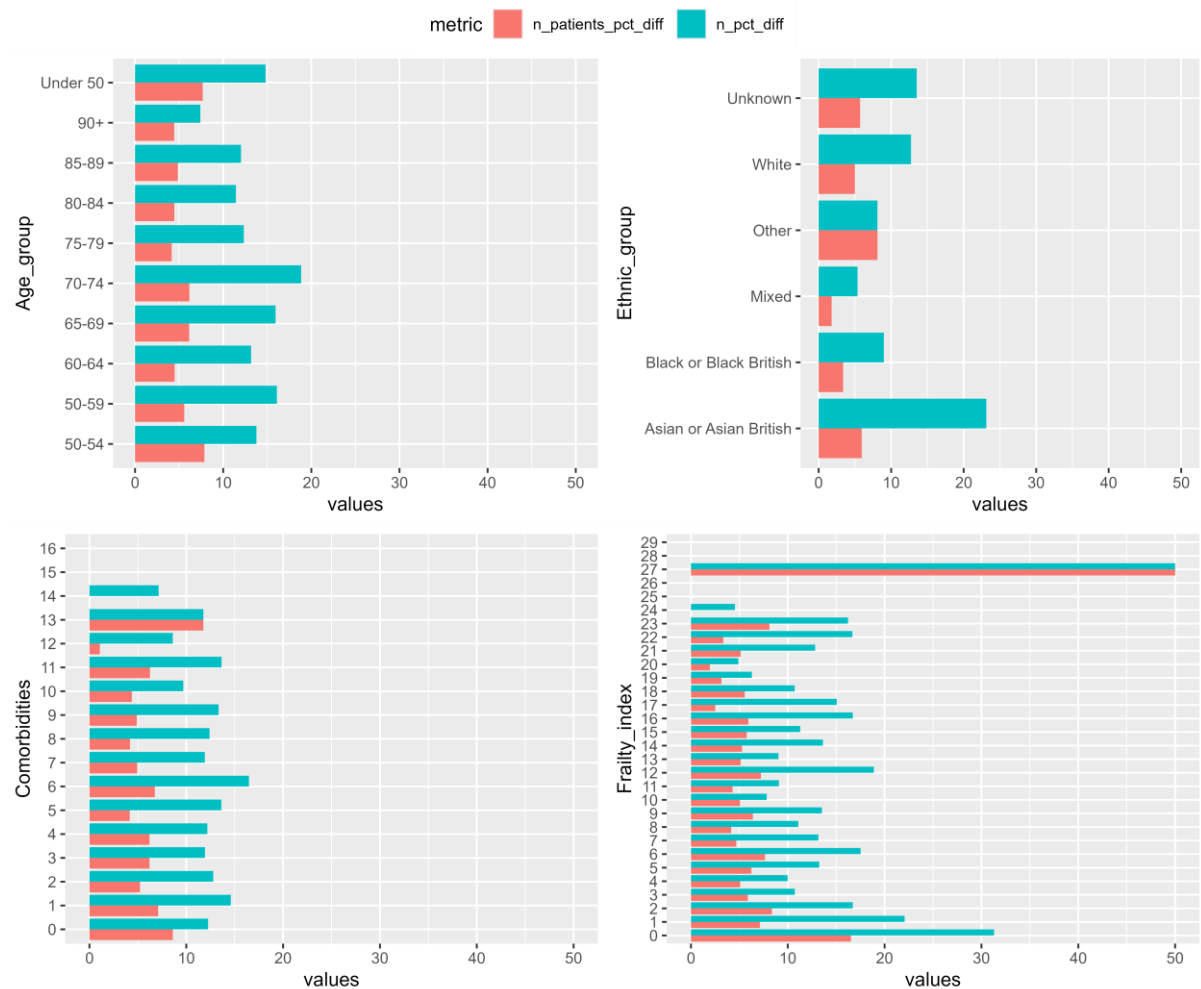 metric n_patients_pct_diff n_pct_diff
Age_group
Under 50
90+
85-89
80-84
75-79
70-74
65-69
60-64
50-59
50-54
0 10 20 30 40 50
values
Ethnic_group
Unknown
White
Other
Mixed
Black or Black British
Asian or Asian British
0 10 20 30 40 50
values
Comorbidities
16
15
14
13
12
11
10
9
8
7
6
5
4
3
2
1
0
0 10 20 30 40 50
values
Frailty_index
29
28
27
26
25
24
23
22
21
20
19
18
17
16
15
14
13
12
11
10
9
8
7
6
5
4
3
2
1
0
0 10 20 30 40 50
values